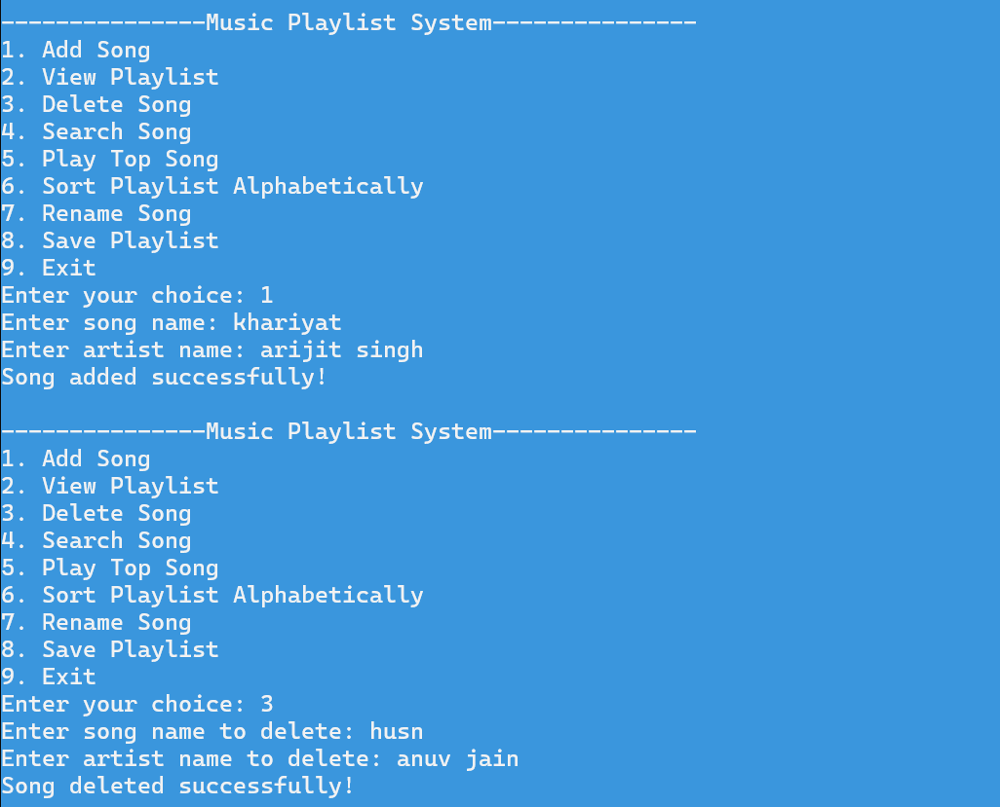 ---------------Music Playlist System---------------
1. Add Song
2. View Playlist
3. Delete Song
4. Search Song
5. Play Top Song
6. Sort Playlist Alphabetically
7. Rename Song
8. Save Playlist
9. Exit
Enter your choice: 1
Enter song name: khariyat
Enter artist name: arijit singh
Song added successfully!
---------------Music Playlist System---------------
1. Add Song
2. View Playlist
3. Delete Song
4. Search Song
5. Play Top Song
6. Sort Playlist Alphabetically
7. Rename Song
8. Save Playlist
9. Exit
Enter your choice: 3
Enter song name to delete: husn
Enter artist name to delete: anuv jain
Song deleted successfully!